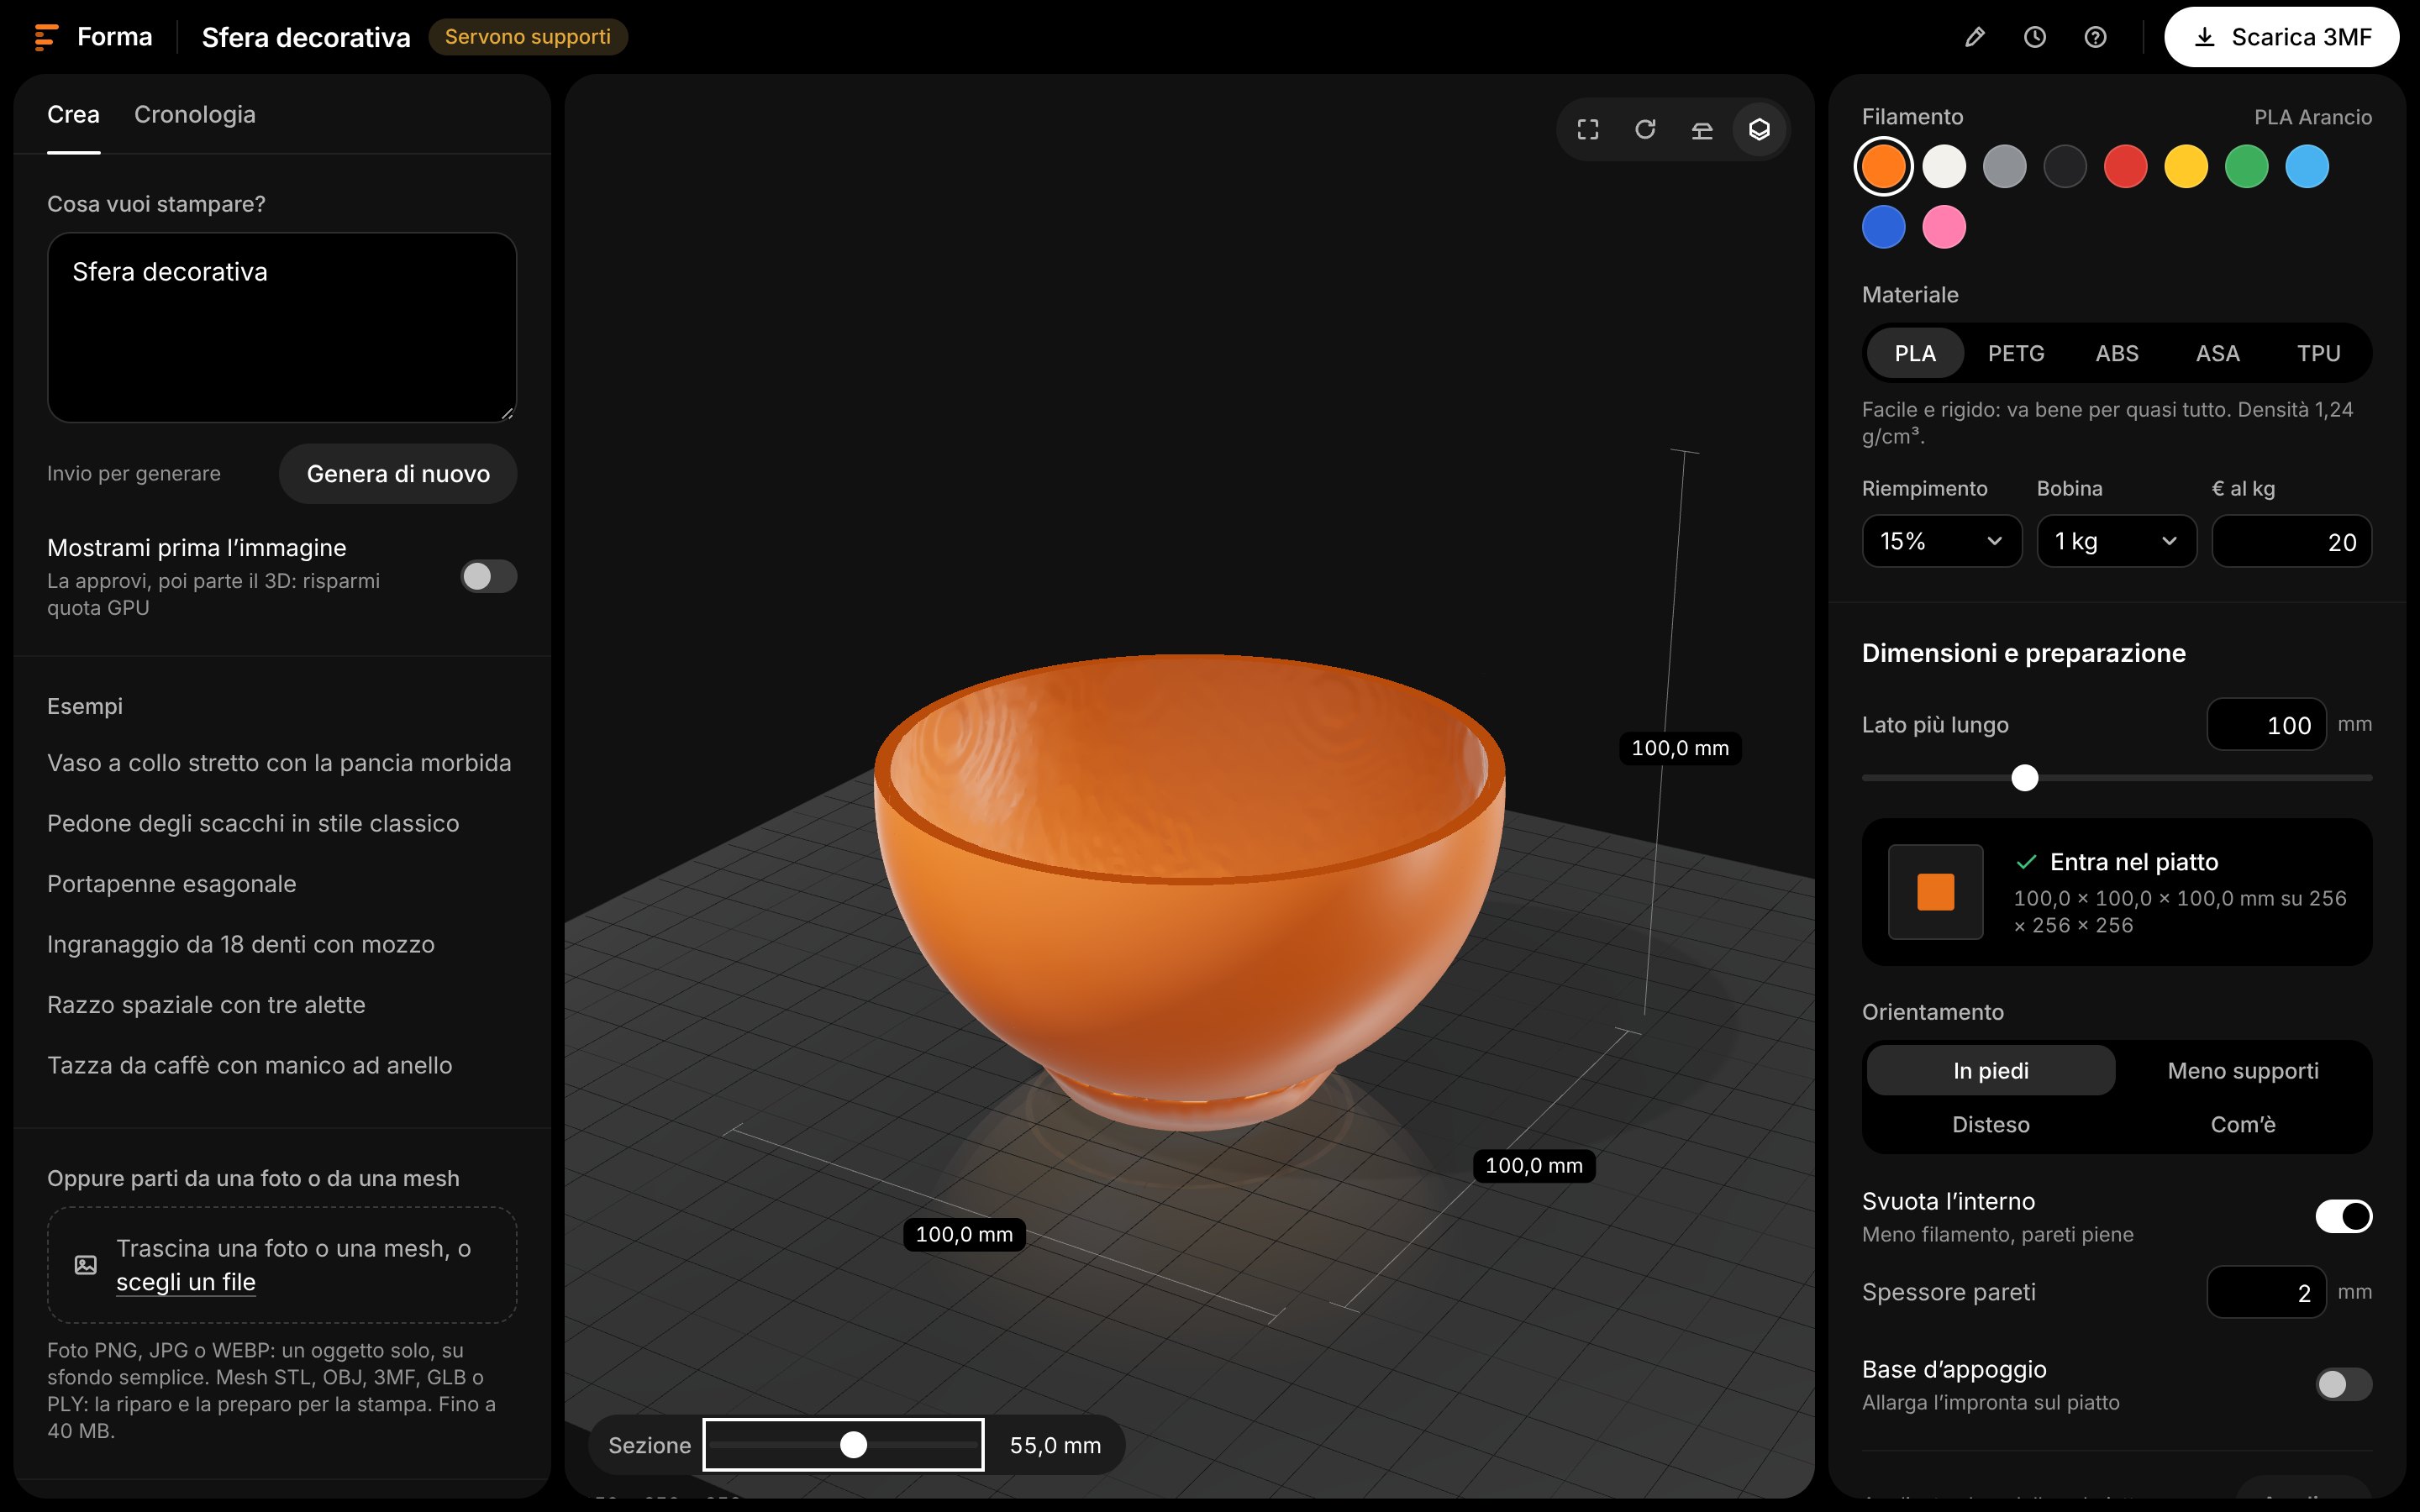 Forma
Sfera decorativa
Servono supporti
Scarica 3MF
Crea
Cronologia
Cosa vuoi stampare?
Sfera decorativa
Invio per generare
Genera di nuovo
Mostrami prima l’immagine
La approvi, poi parte il 3D: risparmi
quota GPU
Esempi
Vaso a collo stretto con la pancia morbida
Pedone degli scacchi in stile classico
Portapenne esagonale
Ingranaggio da 18 denti con mozzo
Razzo spaziale con tre alette
Tazza da caffè con manico ad anello
Oppure parti da una foto o da una mesh
Trascina una foto o una mesh, o
scegli un file
Foto PNG, JPG o WEBP: un oggetto solo, su
sfondo semplice. Mesh STL, OBJ, 3MF, GLB o
PLY: la riparo e la preparo per la stampa. Fino a
40 MB.
100,0 mm
100,0 mm
100,0 mm
Sezione
55,0 mm
Filamento
PLA Arancio
Materiale
PLA
PETG
ABS
ASA
TPU
Facile e rigido: va bene per quasi tutto. Densità 1,24
g/cm³.
Riempimento
Bobina
€ al kg
15%
1 kg
20
Dimensioni e preparazione
Lato più lungo
100
mm
Entra nel piatto
100,0 × 100,0 × 100,0 mm su 256
× 256 × 256
Orientamento
In piedi
Meno supporti
Disteso
Com’è
Svuota l’interno
Meno filamento, pareti piene
Spessore pareti
2
mm
Base d’appoggio
Allarga l’impronta sul piatto